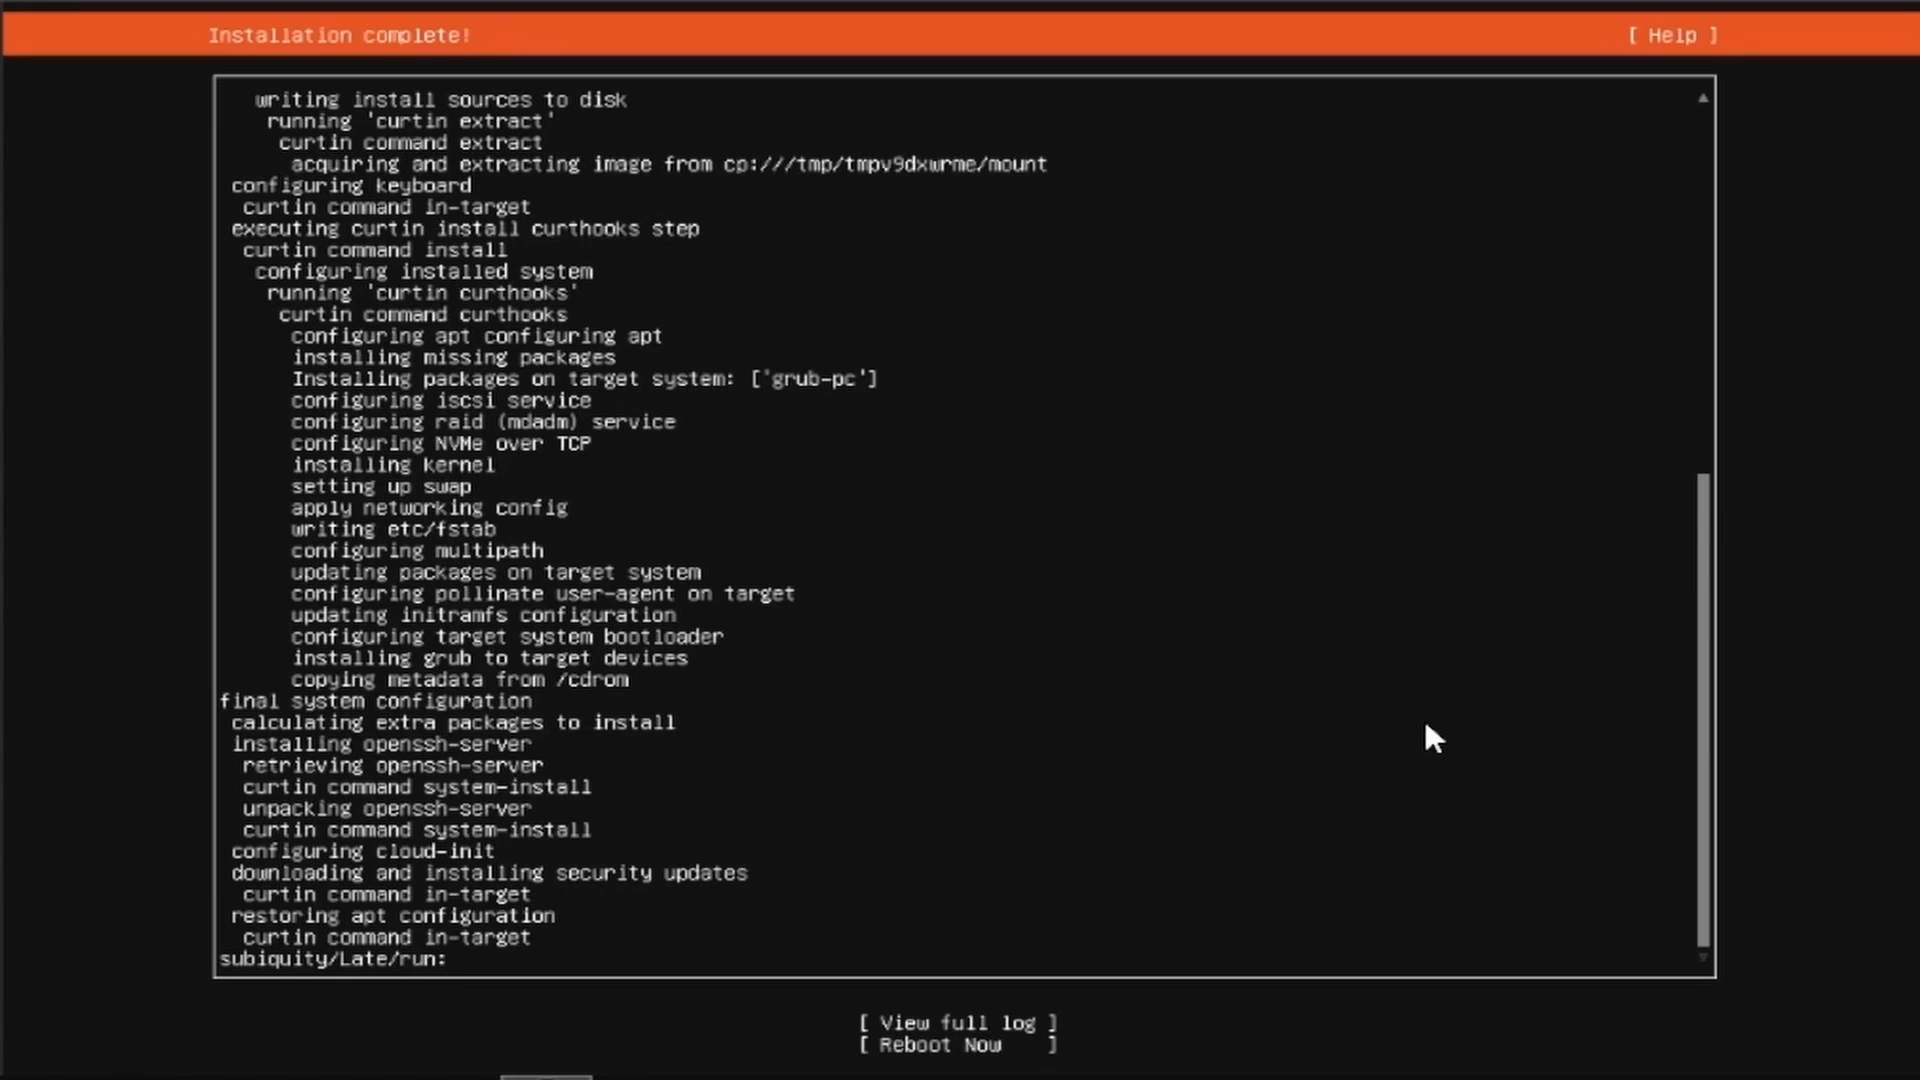 Installation complete!
[ Help ]
writing install sources to disk
running 'curtin extract'
curtin command extract
acquiring and extracting image from cp:///tmp/tmpv9dxwrme/mount
configuring keyboard
curtin command in-target
executing curtin install curthooks step
curtin command install
configuring installed system
running 'curtin curthooks'
curtin command curthooks
configuring apt configuring apt
installing missing packages
Installing packages on target system: ['grub-pc']
configuring iscsi service
configuring raid (mdadm) service
configuring NVMe over TCP
installing kernel
setting up swap
apply networking config
writing etc/fstab
configuring multipath
updating packages on target system
configuring pollinate user-agent on target
updating initramfs configuration
configuring target system bootloader
installing grub to target devices
copying metadata from /cdrom
final system configuration
calculating extra packages to install
installing openssh-server
retrieving openssh-server
curtin command system-install
unpacking openssh-server
curtin command system-install
configuring cloud-init
downloading and installing security updates
curtin command in-target
restoring apt configuration
curtin command in-target
subiquity/Late/run:
[ View full log ]
[ Reboot Now ]